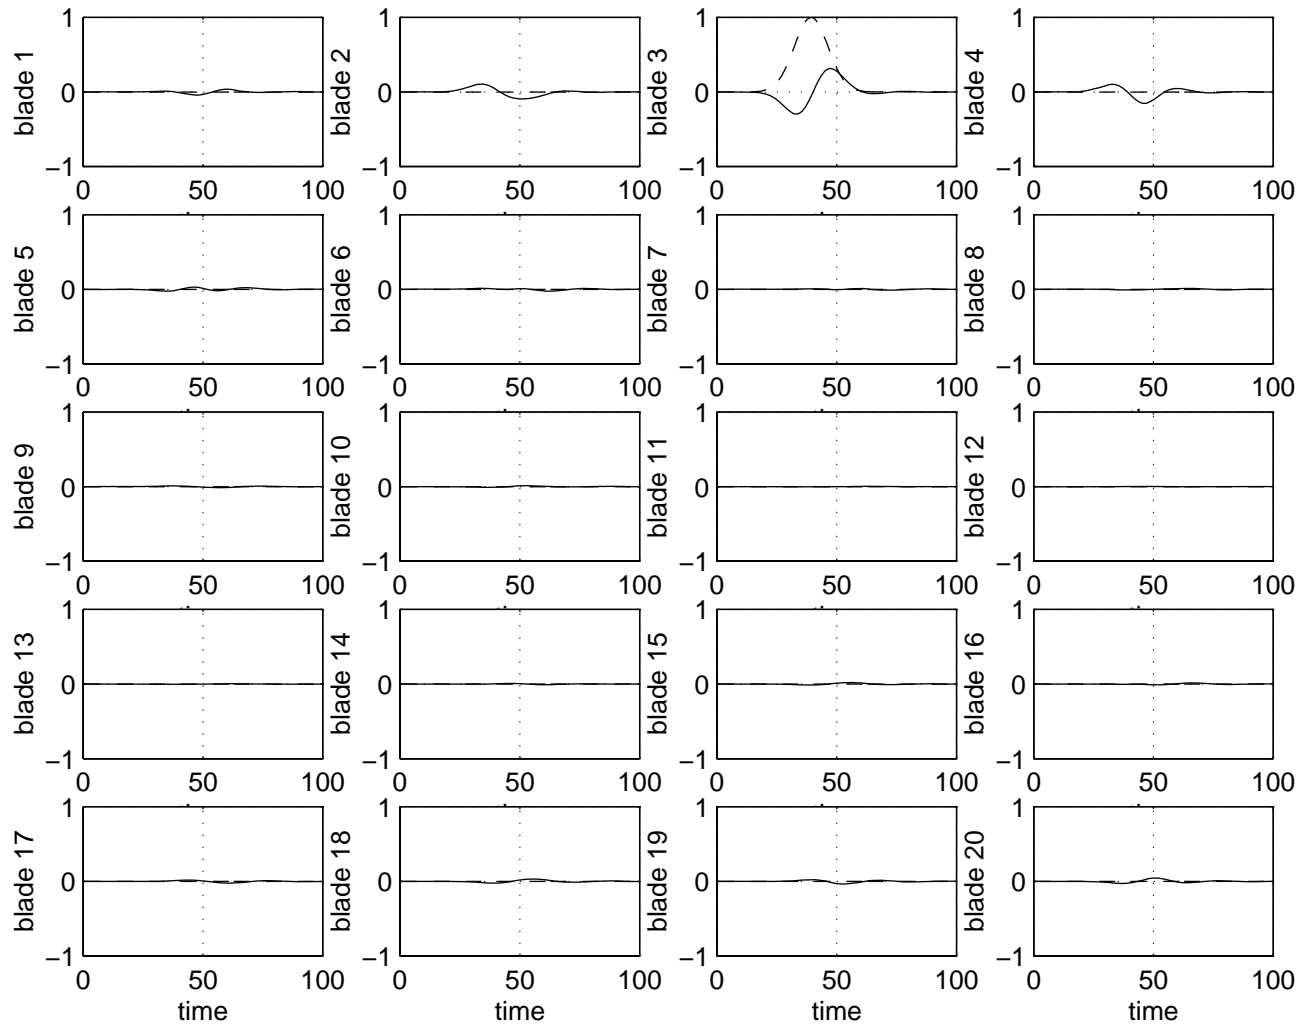 1 1 1 1
blade 1 0 blade 2 0 blade 3 0 blade 4 0
−1 −1 −1 −1
0 50 100 0 50 100 0 50 100 0 50 100
1 1 1 1
blade 5 0 blade 6 0 blade 7 0 blade 8 0
−1 −1 −1 −1
0 50 100 0 50 100 0 50 100 0 50 100
1 1 1 1
blade 9 0 blade 10 0 blade 11 0 blade 12 0
−1 −1 −1 −1
0 50 100 0 50 100 0 50 100 0 50 100
1 1 1 1
blade 13 0 blade 14 0 blade 15 0 blade 16 0
−1 −1 −1 −1
0 50 100 0 50 100 0 50 100 0 50 100
1 1 1 1
blade 17 0 blade 18 0 blade 19 0 blade 20 0
−1 −1 −1 −1
0 50 100 0 50 100 0 50 100 0 50 100
time time time time